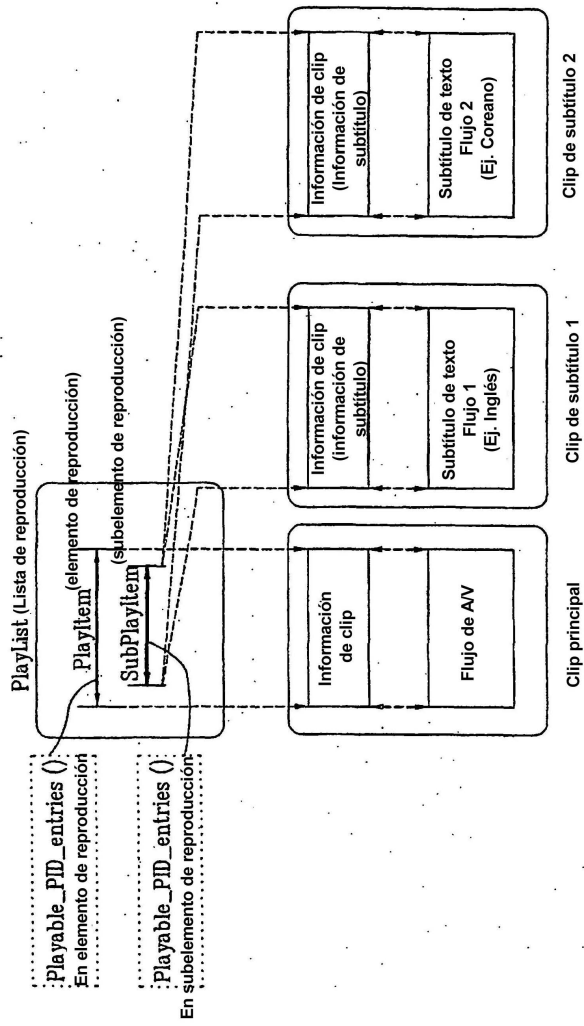 PlayList (Lista de reproducción)
Playable_PID_entries ()
En elemento de reproducción
PlayItem
(elemento de reproducción)
Playable_PID_entries ()
En subelemento de reproducción
SubPlayItem
(subelemento de reproducción)
Información
de clip
Flujo de A/V
Clip principal
Información de clip
(información de
subtítulo)
Subtítulo de texto
Flujo 1
(Ej. Inglés)
Clip de subtítulo 1
Información de clip
(Información de
subtítulo)
Subtítulo de texto
Flujo 2
(Ej. Coreano)
Clip de subtítulo 2